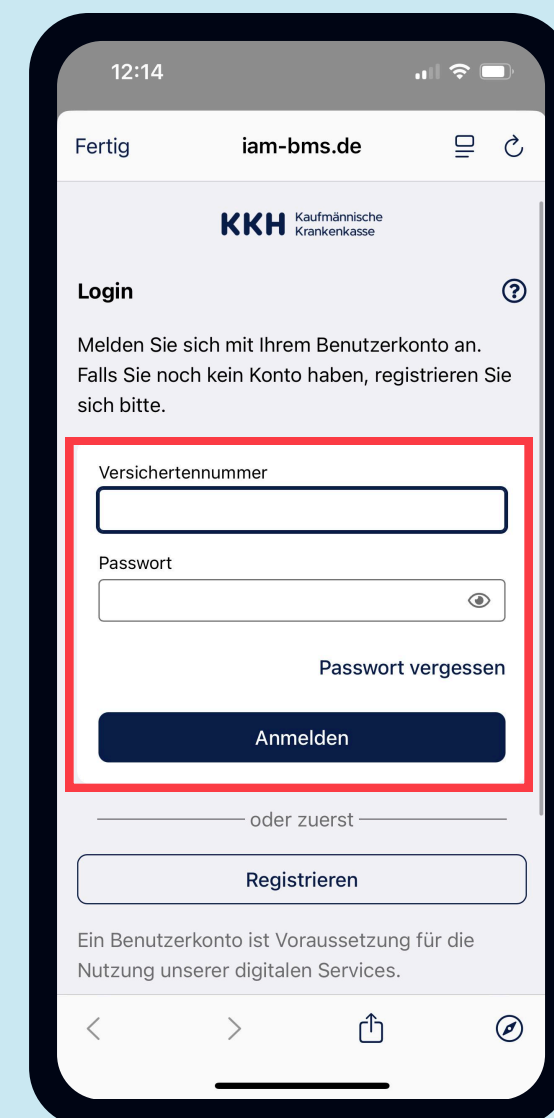 12:14
Fertig
iam-bms.de
KKH Kaufmännische
Krankenkasse
Login
Melden Sie sich mit Ihrem Benutzerkonto an.
Falls Sie noch kein Konto haben, registrieren Sie
sich bitte.
Versichertennummer
Passwort
Passwort vergessen
Anmelden
oder zuerst
Registrieren
Ein Benutzerkonto ist Voraussetzung für die
Nutzung unserer digitalen Services.